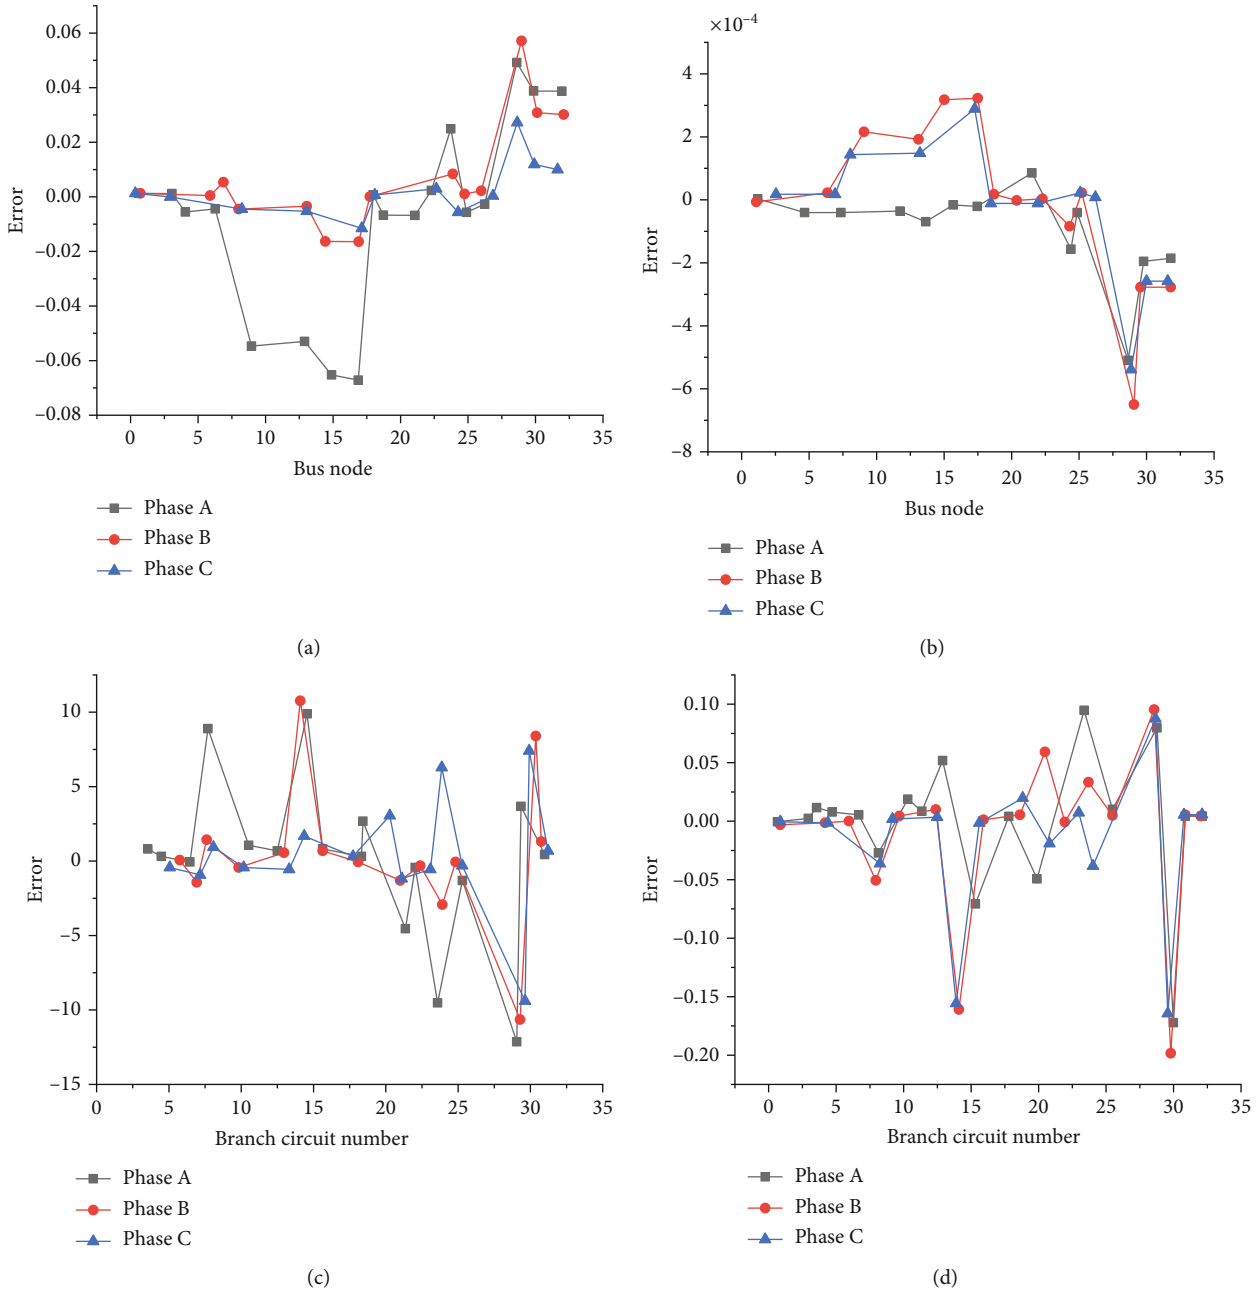 0.06
0.04
0.02
0.00
−0.02
−0.04
−0.06
−0.08
Error
0 5 10 15 20 25 30 35
Bus node
Phase A
Phase B
Phase C
(a)
×10−4
4
2
0
−2
−4
−6
−8
Error
0 5 10 15 20 25 30 35
Bus node
Phase A
Phase B
Phase C
(b)
10
5
0
−5
−10
−15
Error
0 5 10 15 20 25 30 35
Branch circuit number
Phase A
Phase B
Phase C
(c)
0.10
0.05
0.00
−0.05
−0.10
−0.15
−0.20
Error
0 5 10 15 20 25 30 35
Branch circuit number
Phase A
Phase B
Phase C
(d)